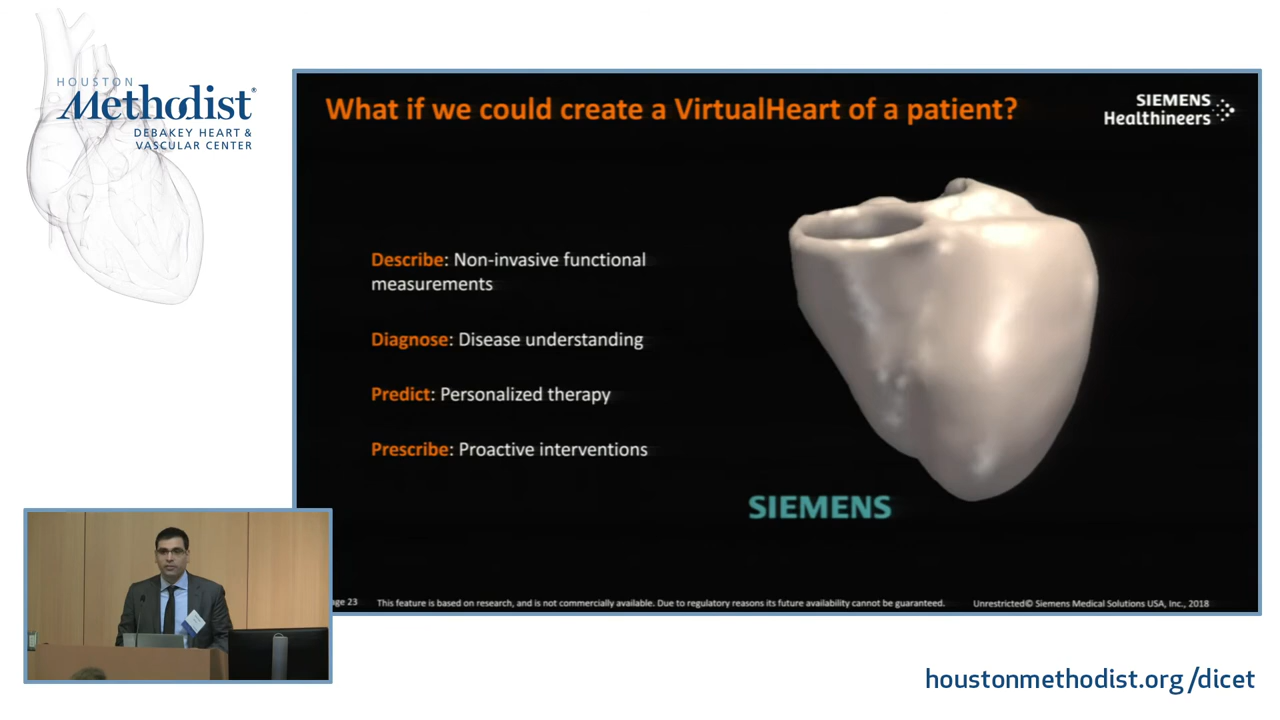 HOUSTON
Methodist®
DEBAKEY HEART &
VASCULAR CENTER
What if we could create a VirtualHeart of a patient?
SIEMENS
Healthineers
Describe: Non-invasive functional
measurements
Diagnose: Disease understanding
Predict: Personalized therapy
Prescribe: Proactive interventions
SIEMENS
23
This feature is based on research, and is not commercially available. Due to regulatory reasons its future availability cannot be guaranteed.
Unrestricted© Siemens Medical Solutions USA, Inc., 2018
houstonmethodist.org/dicet